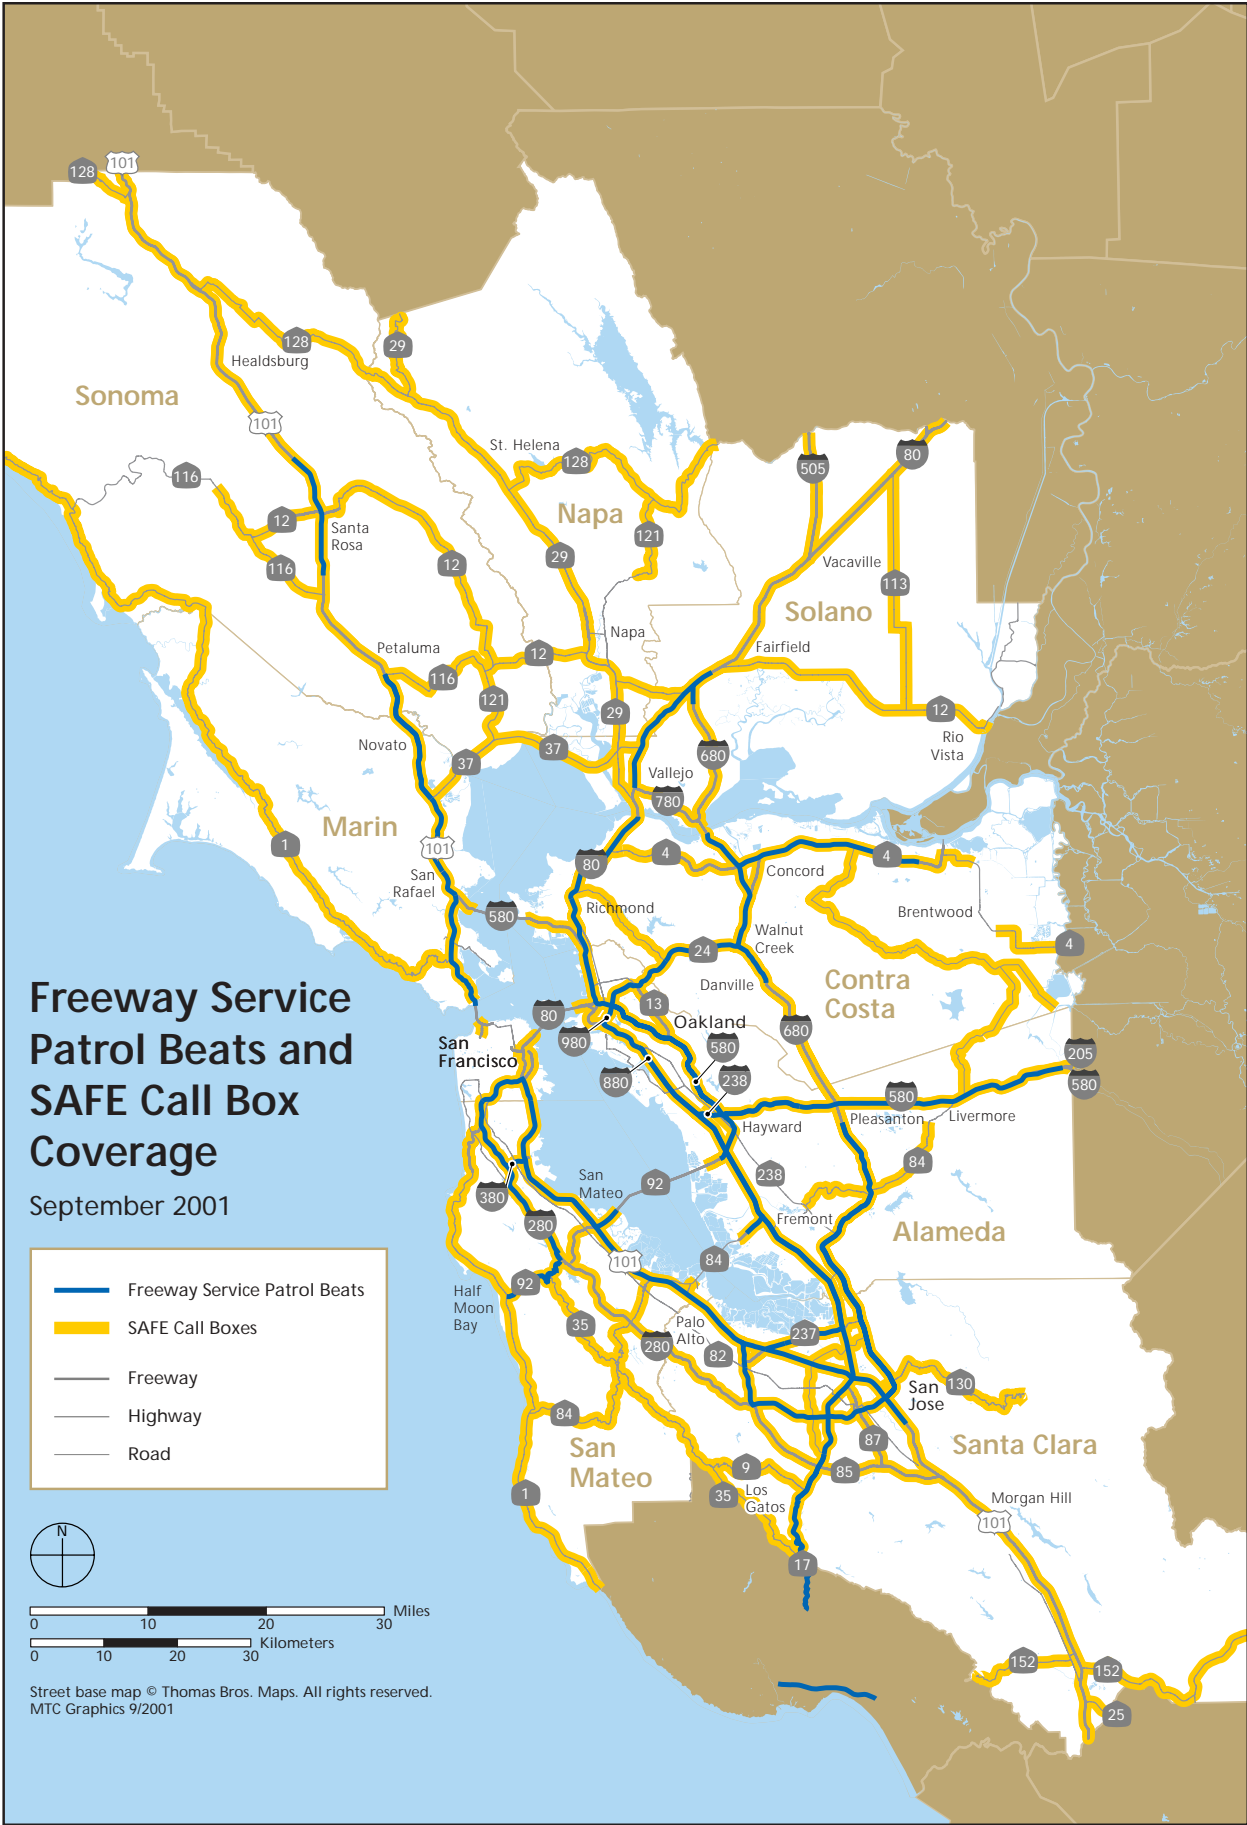 128
101
128
29
Healdsburg
Sonoma
101
St. Helena
128
505
80
116
Napa
12
Santa
Rosa
121
29
116
12
Vacaville
113
Solano
Napa
Petaluma
12
Fairfield
116
121
29
12
Novato
37
37
680
Rio
Vista
Vallejo
780
Marin
1
101
80
4
4
Concord
San
Rafael
580
Richmond
Brentwood
Walnut
Creek
24
4
Danville
Contra
Costa
Freeway Service
Patrol Beats and
SAFE Call Box
Coverage
September 2001
13
80
Oakland
680
980
San
Francisco
580
205
880
238
580
580
Hayward
Pleasanton
Livermore
84
San
Mateo
92
238
380
280
Fremont
Alameda
101
84
Freeway Service Patrol Beats
SAFE Call Boxes
Freeway
Highway
Road
92
Half
Moon
Bay
35
Palo
Alto
237
280
82
San
Jose
130
84
San
Mateo
87
Santa Clara
9
85
1
35
Los
Gatos
Morgan Hill
101
N
17
Miles
0
10
20
30
Kilometers
0
10
20
30
152
152
25
Street base map © Thomas Bros. Maps. All rights reserved.
MTC Graphics 9/2001